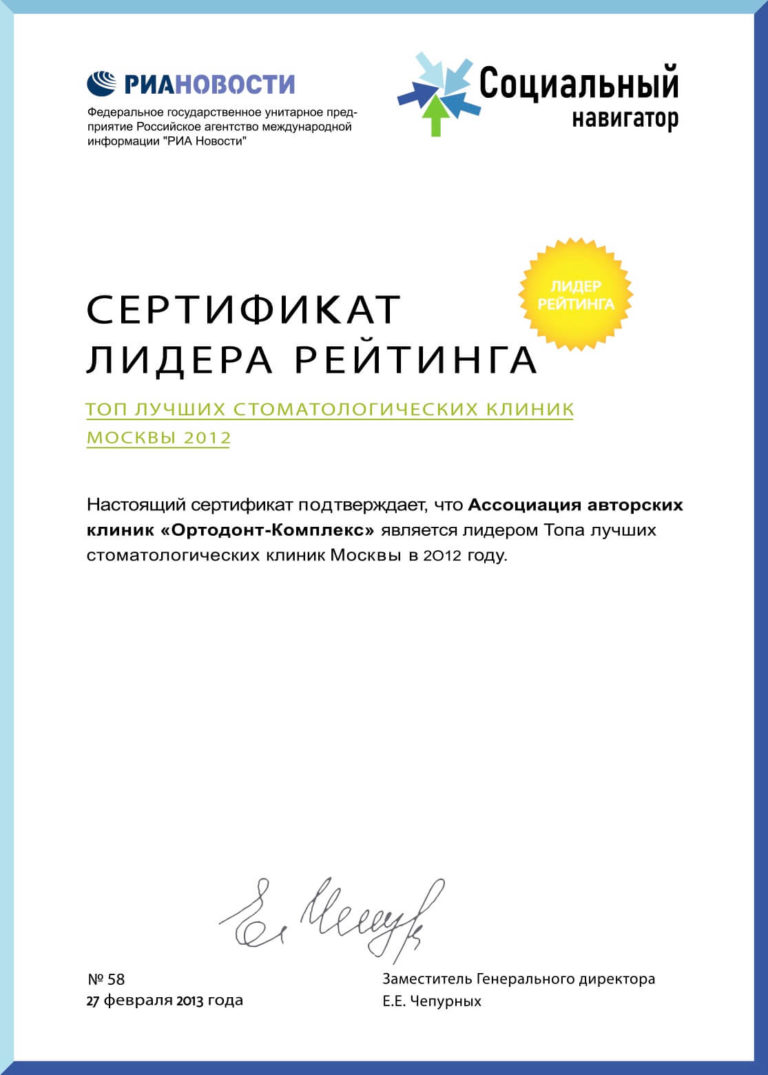 РИАНОВОСТИ
Федеральное государственное унитарное пред-
приятие Российское агентство международной
информации "РИА Новости"
Социальный
навигатор
ЛИДЕР
РЕЙТИНГА
СЕРТИФИКАТ
ЛИДЕРА РЕЙТИНГА
ТОП ЛУЧШИХ СТОМАТОЛОГИЧЕСКИХ КЛИНИК
МОСКВЫ 2012
Настоящий сертификат подтверждает, что Ассоциация авторских
клиник «Ортодонт-Комплекс» является лидером Топа лучших
стоматологических клиник Москвы в 2012 году.
№ 58
27 февраля 2013 года
Заместитель Генерального директора
Е.Е. Чепурных